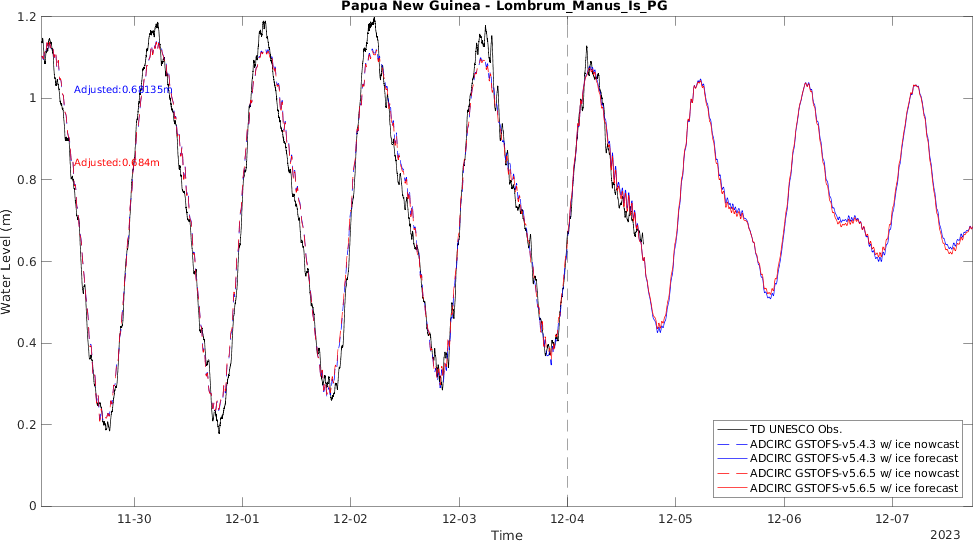 Papua New Guinea - Lombrum_Manus_Is_PG
1.2
1
0.8
0.6
0.4
0.2
0
Water Level (m)
Adjusted:0.68135m
Adjusted:0.684m
TD UNESCO Obs.
ADCIRC GSTOFS-v5.4.3 w/ ice nowcast
ADCIRC GSTOFS-v5.4.3 w/ ice forecast
ADCIRC GSTOFS-v5.6.5 w/ ice nowcast
ADCIRC GSTOFS-v5.6.5 w/ ice forecast
11-30 12-01 12-02 12-03 12-04 12-05 12-06 12-07
Time
2023